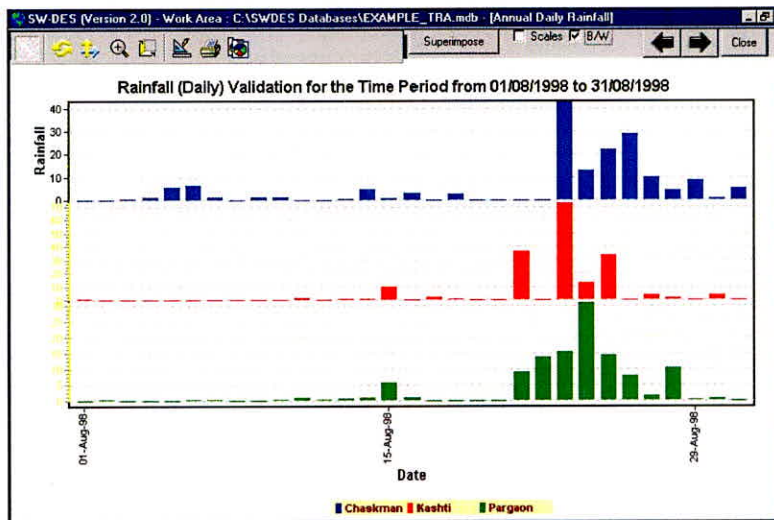 SW-DES (Version 2.0) - Work Area : C:\SWDES Databases\EXAMPLE_TRA.mdb - [Annual Daily Rainfall]
Superimpose Scales B/W Close
Rainfall (Daily) Validation for the Time Period from 01/08/1998 to 31/08/1998
Rainfall
40
30
20
10
0
01-Aug-98
15-Aug-98
29-Aug-98
Date
Chaskman Kashti Pargaon